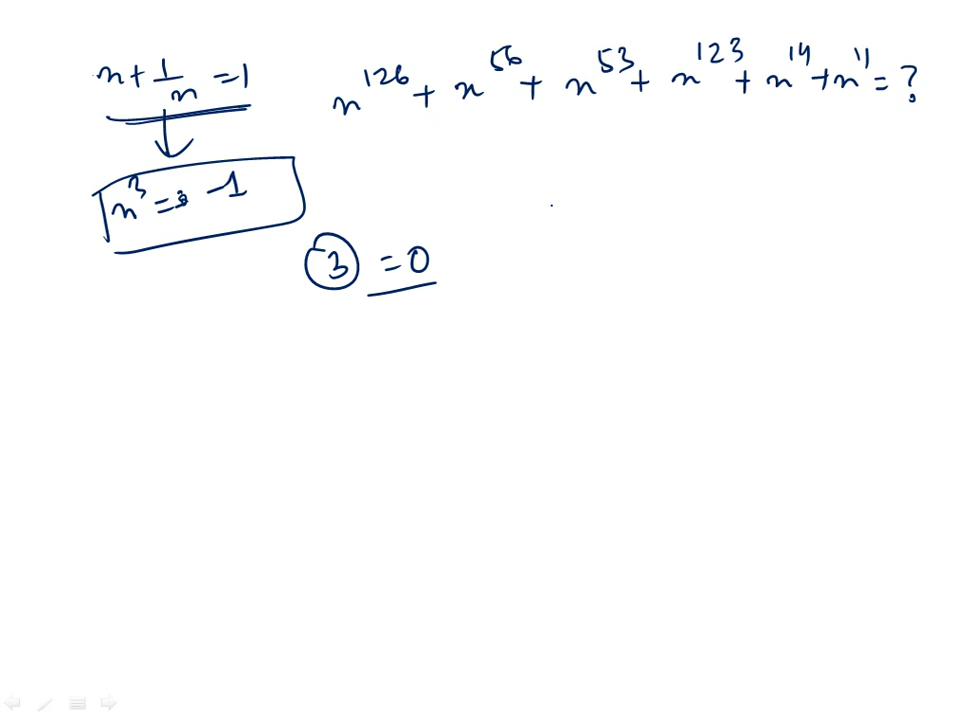 x + 1/x = 1
x^126 + x^56 + x^53 + x^123 + x^14 + x^11 = ?
x^3 = -1
3 = 0